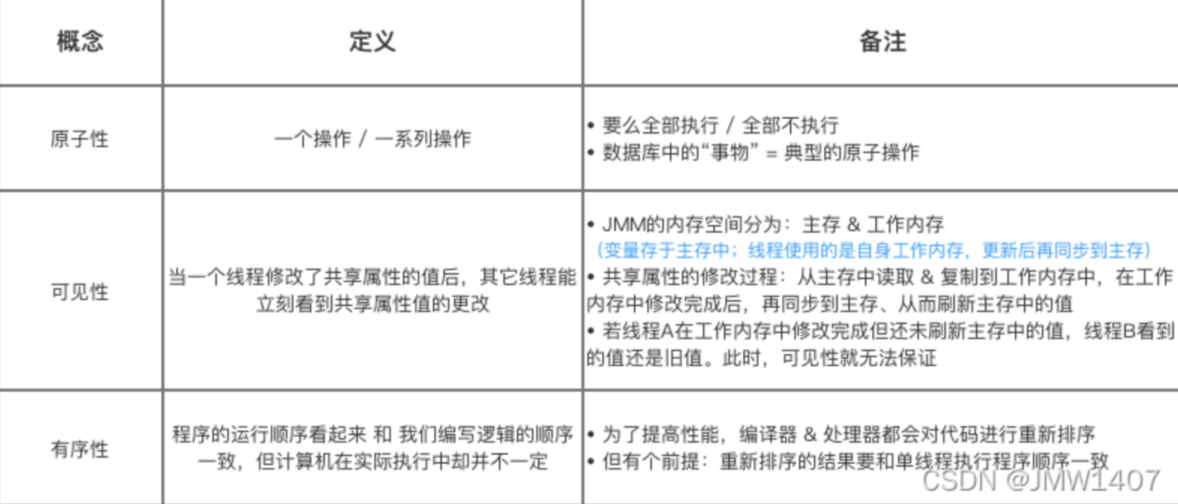 概念
定义
备注
原子性
一个操作 / 一系列操作
• 要么全部执行 / 全部不执行
• 数据库中的“事物” = 典型的原子操作
可见性
当一个线程修改了共享属性的值后，其它线程能
立刻看到共享属性值的更改
• JMM的内存空间分为：主存 & 工作内存
（变量存于主存中；线程使用的是自身工作内存，更新后再同步到主存）
• 共享属性的修改过程：从主存中读取 & 复制到工作内存中，在工作
内存中修改完成后，再同步到主存、从而刷新主存中的值
• 若线程A在工作内存中修改完成但还未刷新主存中的值，线程B看到
的值还是旧值。此时，可见性就无法保证
有序性
程序的运行顺序看起来 和 我们编写逻辑的顺序
一致，但计算机在实际执行中却并不一定
• 为了提高性能，编译器 & 处理器都会对代码进行重新排序
• 但有个前提：重新排序的结果要和单线程执行程序顺序一致
CSDN @JMW1407